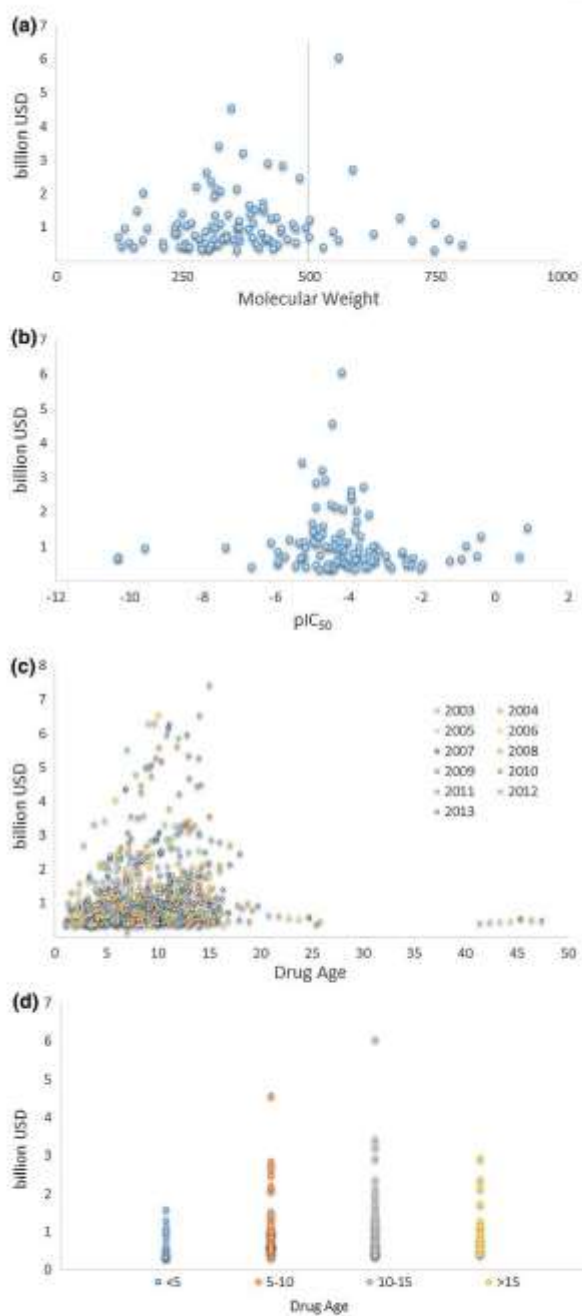 (a)
7
6
5
4
3
2
1
billion USD
0 250 500 750 1000
Molecular Weight
(b)
7
6
5
4
3
2
1
billion USD
-12 -10 -8 -6 -4 -2 0 2
pIC50
(c)
8
7
6
5
4
3
2
1
billion USD
2003 2004
2005 2006
2007 2008
2009 2010
2011 2012
2013
0 5 10 15 20 25 30 35 40 45 50
Drug Age
(d)
7
6
5
4
3
2
1
0
billion USD
<5 5-10 10-15 >15
Drug Age